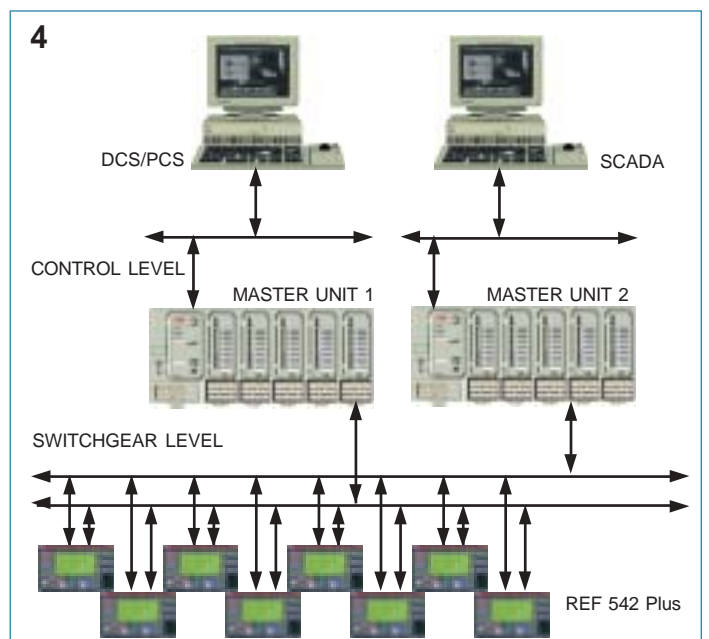 4
DCS/PCS
SCADA
CONTROL LEVEL
MASTER UNIT 1
MASTER UNIT 2
SWITCHGEAR LEVEL
REF 542 Plus